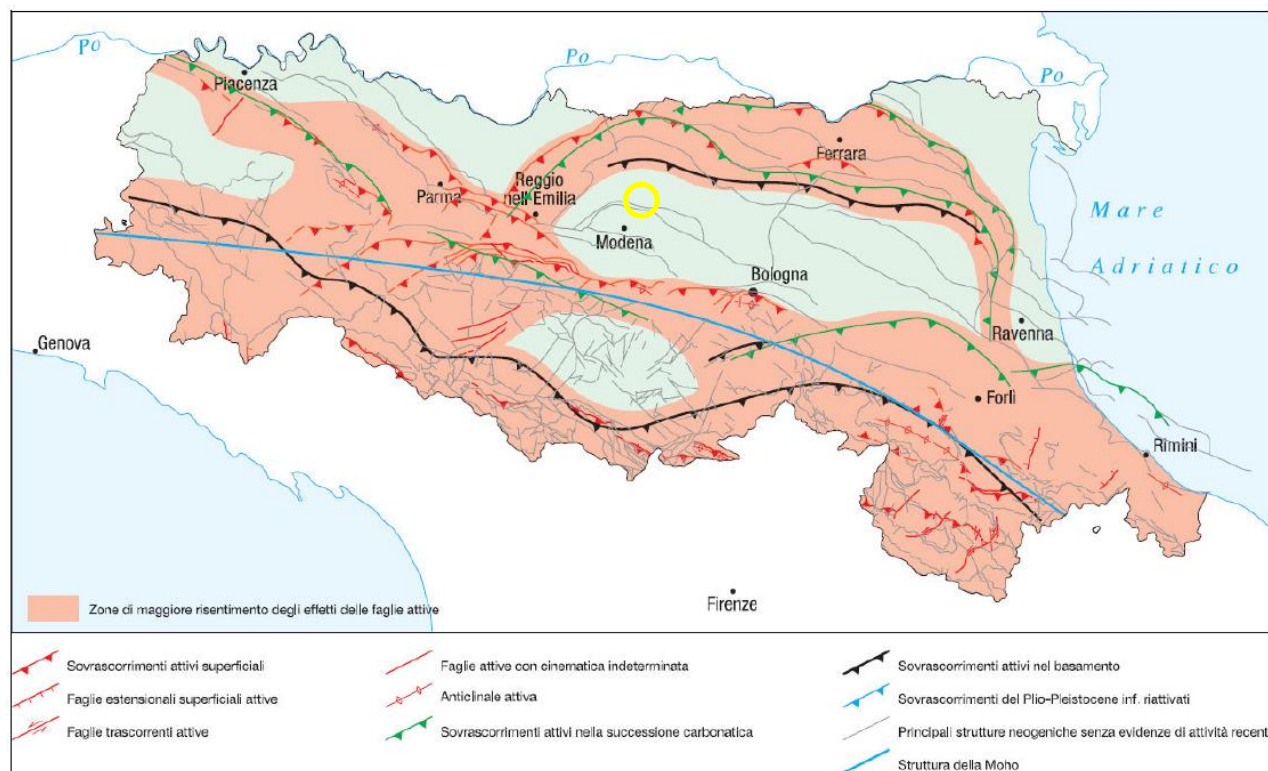 Po
Piacenza
Po
Po
Ferrara
Parma
Reggio
nell'Emilia
Modena
Mare
Adriatico
Bologna
Ravenna
Genova
Forlì
Rimini
Firenze
Zone di maggiore risentimento degli effetti delle faglie attive
Sovrascorrimenti attivi superficiali
Faglie attive con cinematica indeterminata
Sovrascorrimenti attivi nel basamento
Faglie estensionali superficiali attive
Anticlinale attiva
Sovrascorrimenti del Plio-Pleistocene inf. riattivati
Faglie trascorrenti attive
Sovrascorrimenti attivi nella successione carbonatica
Principali strutture neogeniche senza evidenze di attività recent
Struttura della Moho